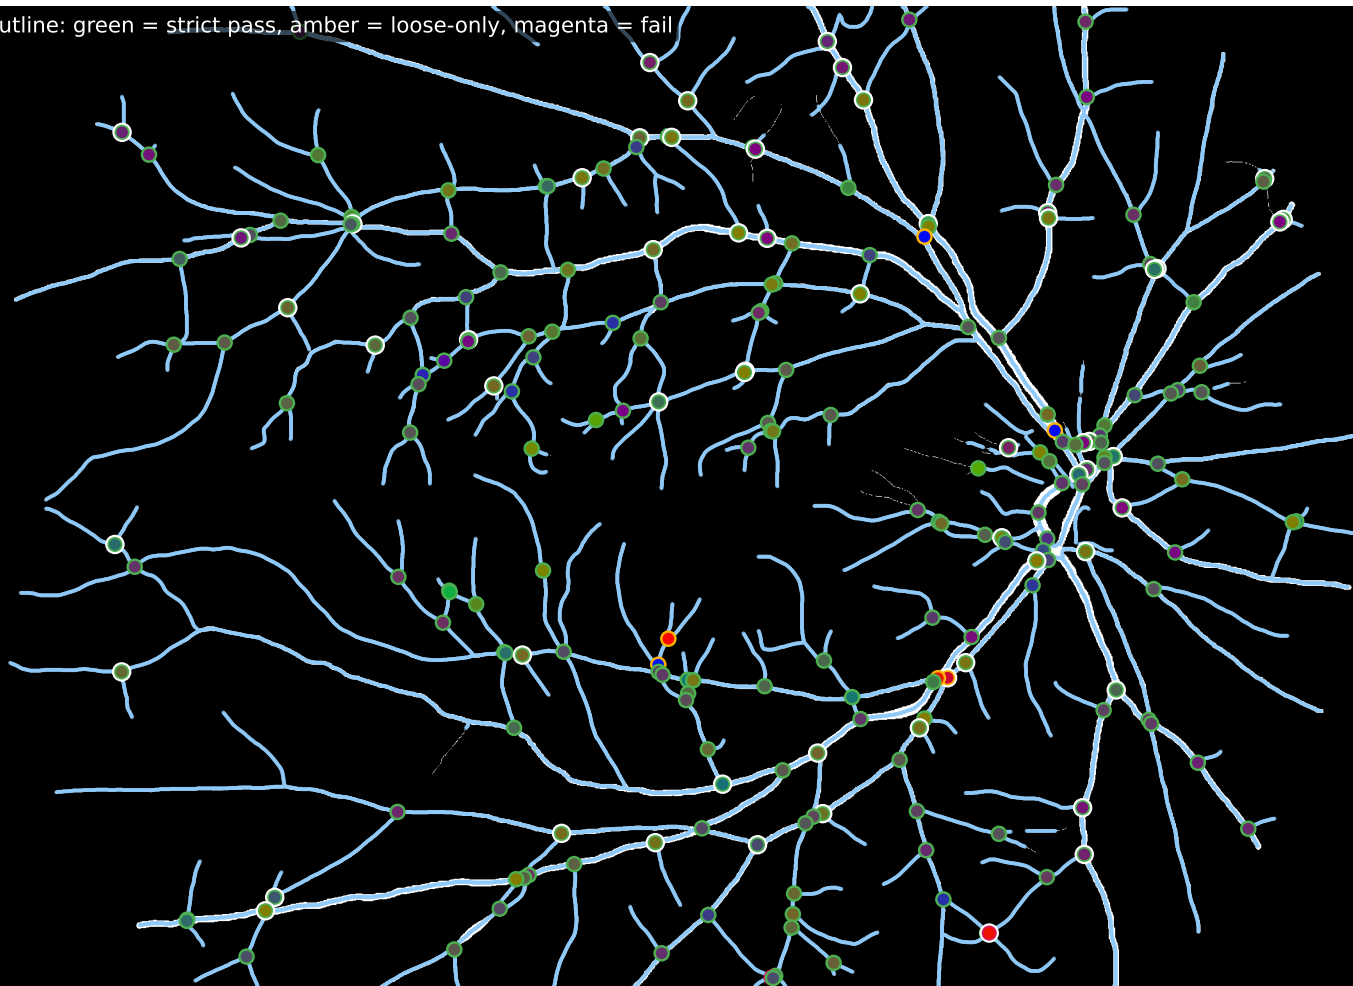 utline: green = strict pass, amber = loose-only, magenta = fail